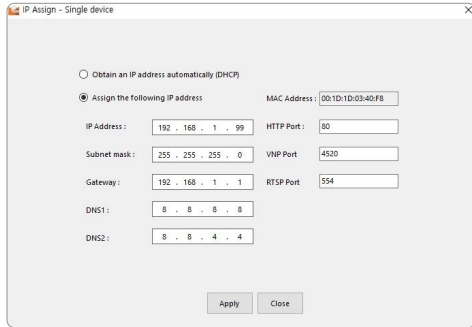 IP Assign - Single device
Obtain an IP address automatically (DHCP)
Assign the following IP address
MAC Address : 00:1D:1D:03:40:F8
IP Address : 192 . 168 . 1 . 99
HTTP Port : 80
Subnet mask : 255 . 255 . 255 . 0
VNP Port 4520
Gateway : 192 . 168 . 1 . 1
RTSP Port 554
DNS1 : 8 . 8 . 8 . 8
DNS2 : 8 . 8 . 4 . 4
Apply Close